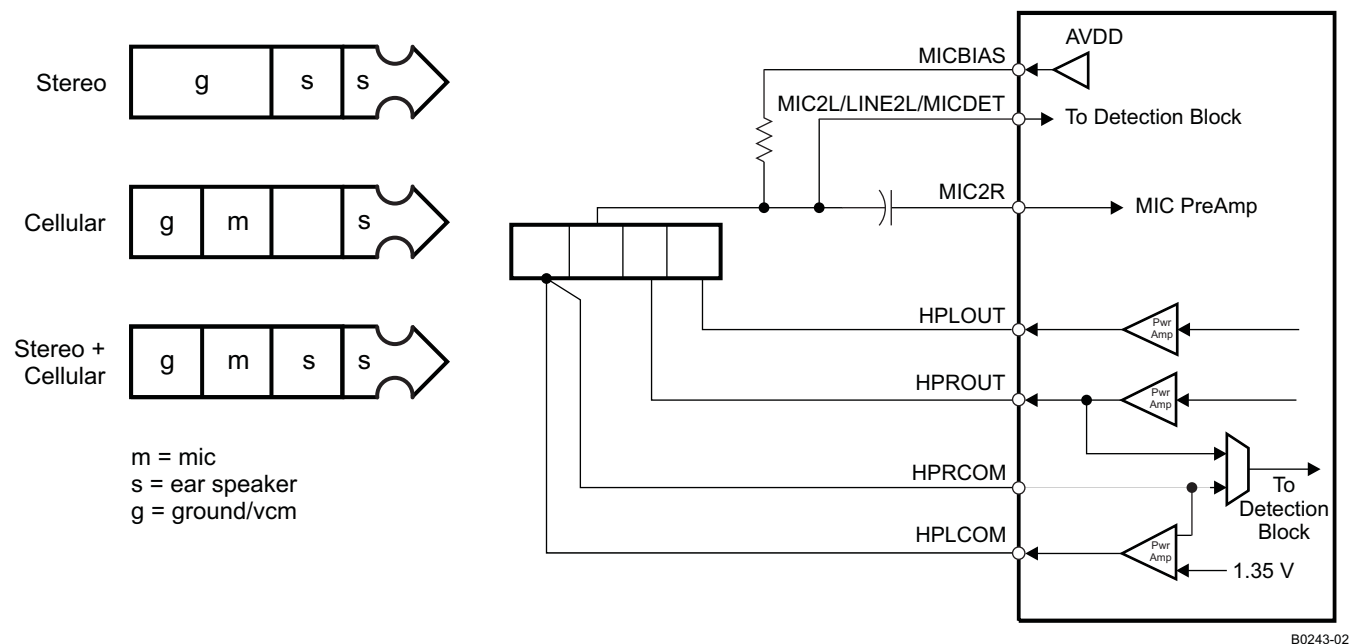 Stereo
g s s
Cellular
g m s
Stereo +
Cellular
g m s s
m = mic
s = ear speaker
g = ground/vcm
AVDD
MICBIAS
MIC2L/LINE2L/MICDET
To Detection Block
MIC2R
MIC PreAmp
HPLOUT
Pwr
Amp
HPROUT
Pwr
Amp
HPRCOM
To
Detection
Block
HPLCOM
Pwr
Amp
1.35 V
B0243-02